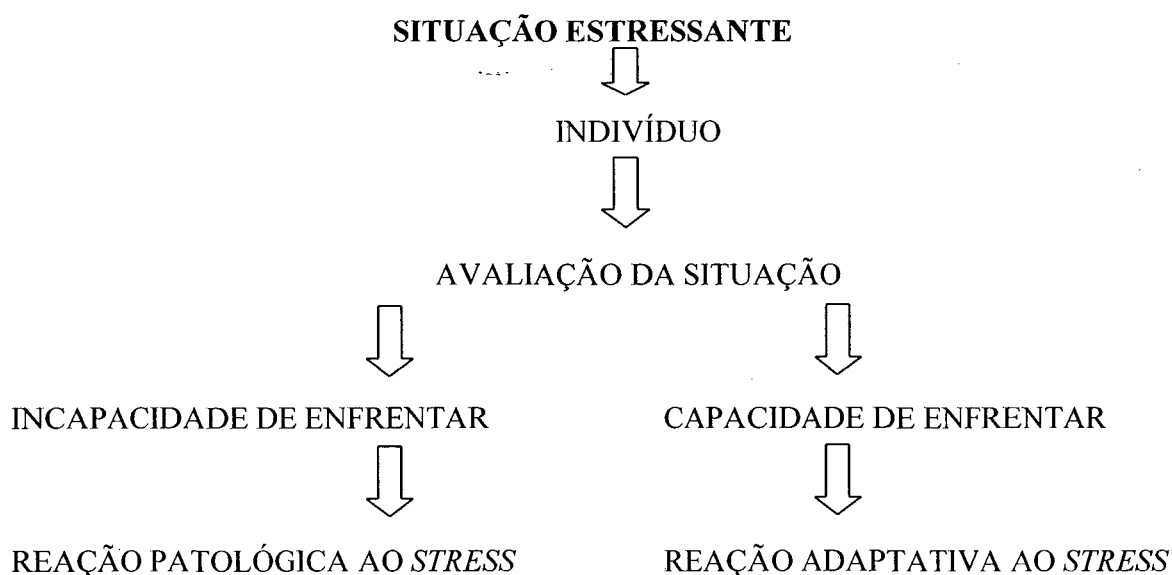 SITUAÇÃO ESTRESSANTE
INDIVÍDUO
AVALIAÇÃO DA SITUAÇÃO
INCAPACIDADE DE ENFRENTAR CAPACIDADE DE ENFRENTAR
REAÇÃO PATOLÓGICA AO STRESS REAÇÃO ADAPTATIVA AO STRESS